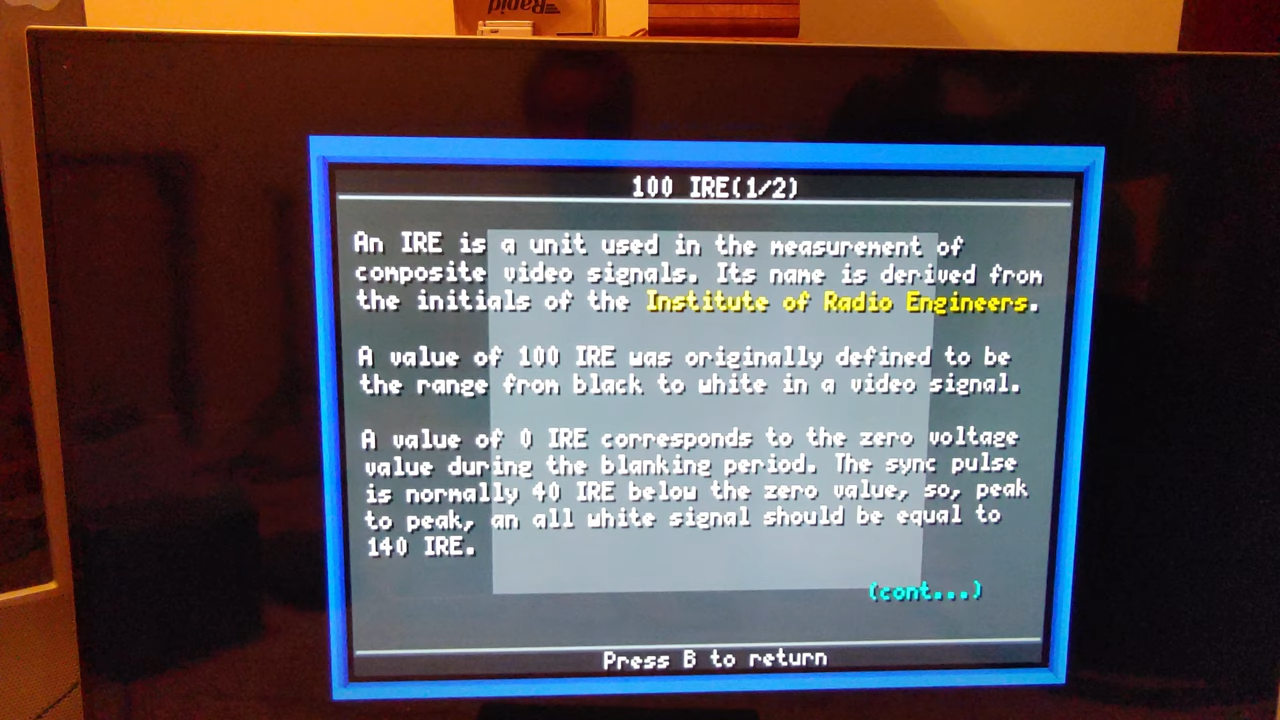 Rapid
100 IRE(1/2)
An IRE is a unit used in the measurement of
composite video signals. Its name is derived from
the initials of the Institute of Radio Engineers.
A value of 100 IRE was originally defined to be
the range from black to white in a video signal.
A value of 0 IRE corresponds to the zero voltage
value during the blanking period. The sync pulse
is normally 40 IRE below the zero value, so, peak
to peak, an all white signal should be equal to
140 IRE.
(cont...)
Press B to return